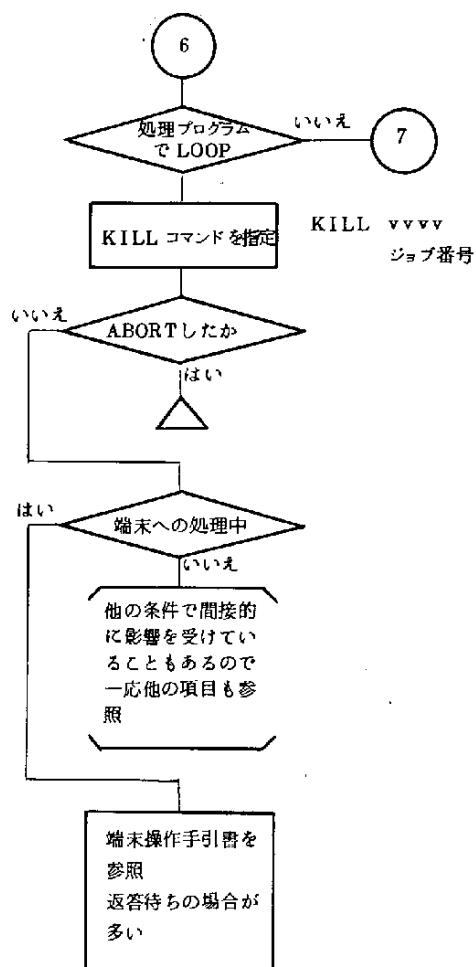 6
処理プログラム
でLOOP
いいえ
7
KILL コマンドを指定
KILL vvvv
ジョブ番号
いいえ
ABORTしたか
はい
はい
端末への処理中
いいえ
他の条件で間接的
に影響を受けてい
ることもあるので
一応他の項目も参
照
端末操作手引書を
参照
返答待ちの場合が
多い